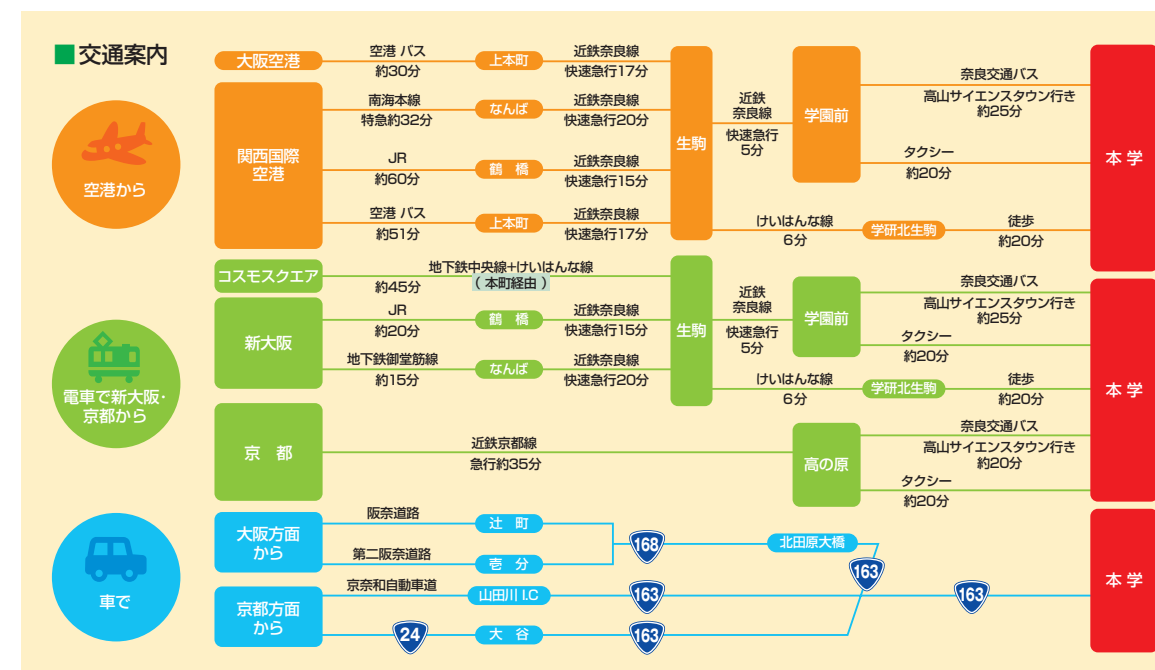 ■交通案内
空港から
大阪空港
空港 バス
約30分
上本町
近鉄奈良線
快速急行17分
関西国際
空港
南海本線
特急約32分
なんば
近鉄奈良線
快速急行20分
JR
約60分
鶴 橋
近鉄奈良線
快速急行15分
空港 バス
約51分
上本町
近鉄奈良線
快速急行17分
生駒
近鉄
奈良線
快速急行
5分
学園前
奈良交通バス
高山サイエンスタウン行き
約25分
タクシー
約20分
けいはんな線
6分
学研北生駒
徒歩
約20分
本 学
電車で新大阪・
京都から
コスモスクエア
地下鉄中央線+けいはんな線
約45分
( 本町経由 )
新大阪
JR
約20分
鶴 橋
近鉄奈良線
快速急行15分
地下鉄御堂筋線
約15分
なんば
近鉄奈良線
快速急行20分
生駒
近鉄
奈良線
快速急行
5分
学園前
奈良交通バス
高山サイエンスタウン行き
約25分
タクシー
約20分
けいはんな線
6分
学研北生駒
徒歩
約20分
京 都
近鉄京都線
急行約35分
高の原
奈良交通バス
高山サイエンスタウン行き
約20分
タクシー
約20分
本 学
車で
大阪方面
から
阪奈道路
辻 町
第二阪奈道路
壱 分
168
北田原大橋
163
京都方面
から
京奈和自動車道
山田川 I.C
163
163
24
大 谷
163
本 学